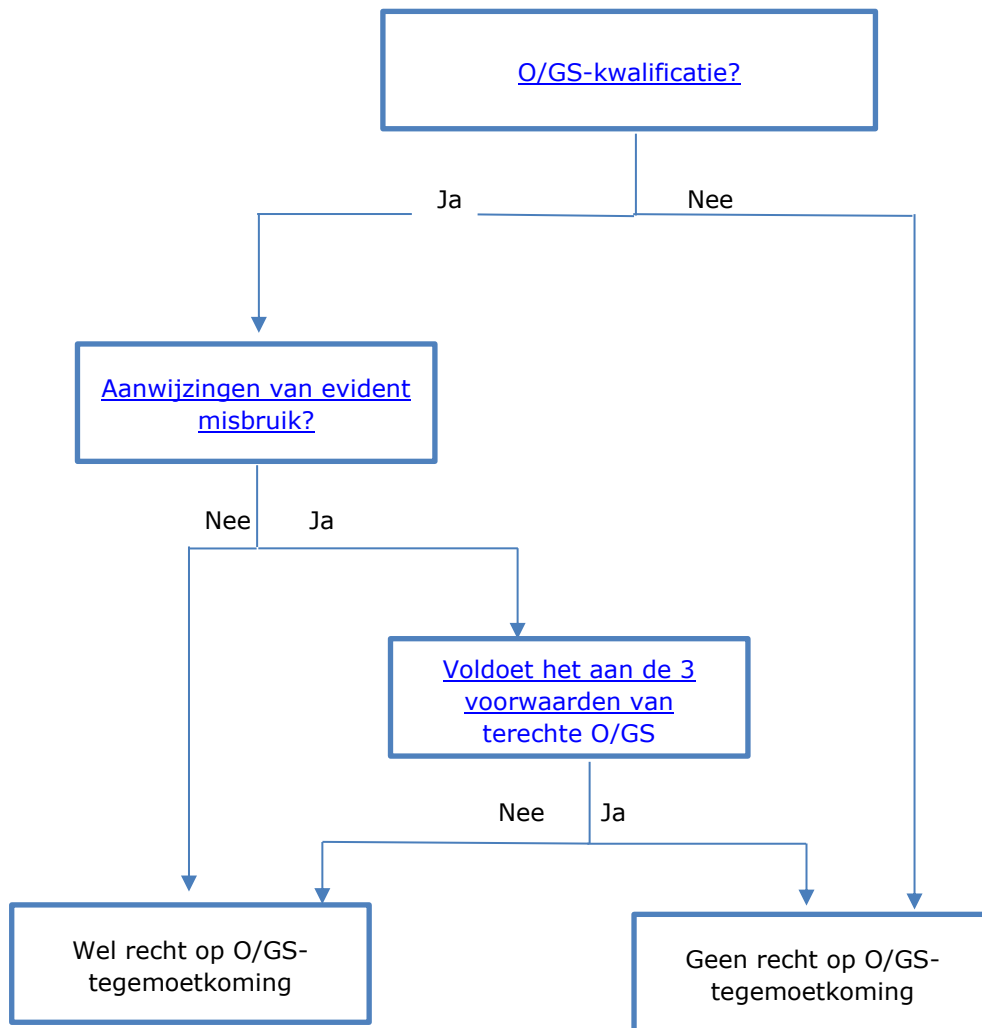 O/GS-kwalificatie?
Ja
Nee
Aanwijzingen van evident
misbruik?
Nee
Ja
Voldoet het aan de 3
voorwaarden van
terechte O/GS
Nee
Ja
Wel recht op O/GS-
tegemoetkoming
Geen recht op O/GS-
tegemoetkoming